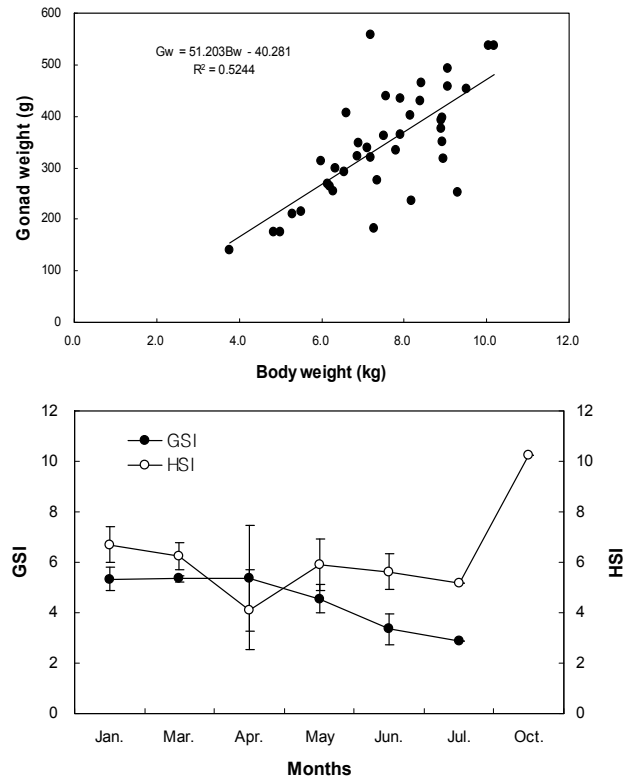 600
500
400
300
200
100
0
Gonad weight (g)
Gw = 51.203Bw - 40.281
R² = 0.5244
0.0 2.0 4.0 6.0 8.0 10.0 12.0
Body weight (kg)
12
10
8
6
4
2
0
GSI
GSI
HSI
12
10
8
6
4
2
0
HSI
Jan. Mar. Apr. May Jun. Jul. Oct.
Months